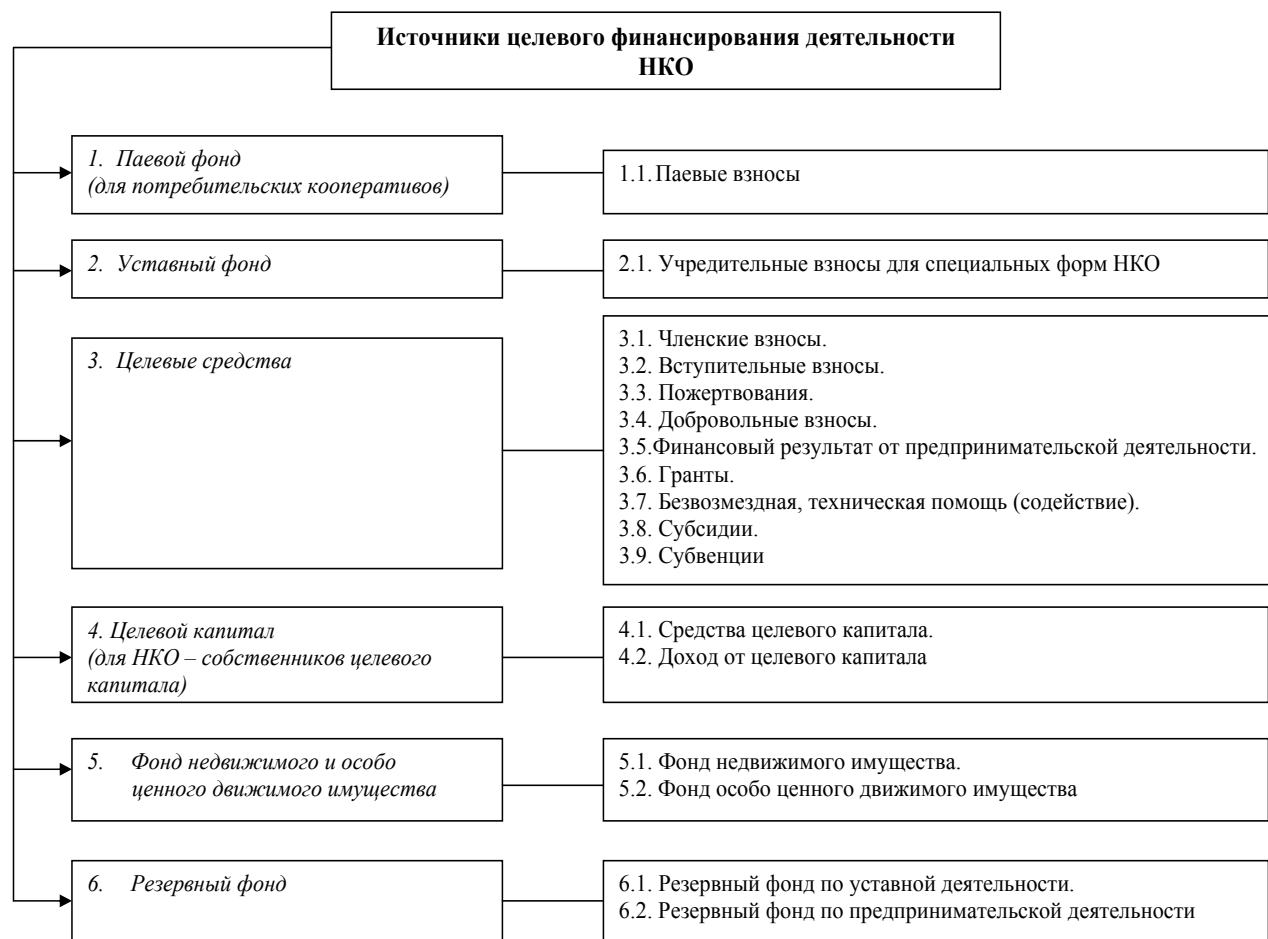 Источники целевого финансирования деятельности
НКО
1. Паевой фонд
(для потребительских кооперативов)
1.1. Паевые взносы
2. Уставный фонд
2.1. Учредительные взносы для специальных форм НКО
3. Целевые средства
3.1. Членские взносы.
3.2. Вступительные взносы.
3.3. Пожертвования.
3.4. Добровольные взносы.
3.5.Финансовый результат от предпринимательской деятельности.
3.6. Гранты.
3.7. Безвозмездная, техническая помощь (содействие).
3.8. Субсидии.
3.9. Субвенции
4. Целевой капитал
(для НКО – собственников целевого
капитала)
4.1. Средства целевого капитала.
4.2. Доход от целевого капитала
5. Фонд недвижимого и особо
ценного движимого имущества
5.1. Фонд недвижимого имущества.
5.2. Фонд особо ценного движимого имущества
6. Резервный фонд
6.1. Резервный фонд по уставной деятельности.
6.2. Резервный фонд по предпринимательской деятельности